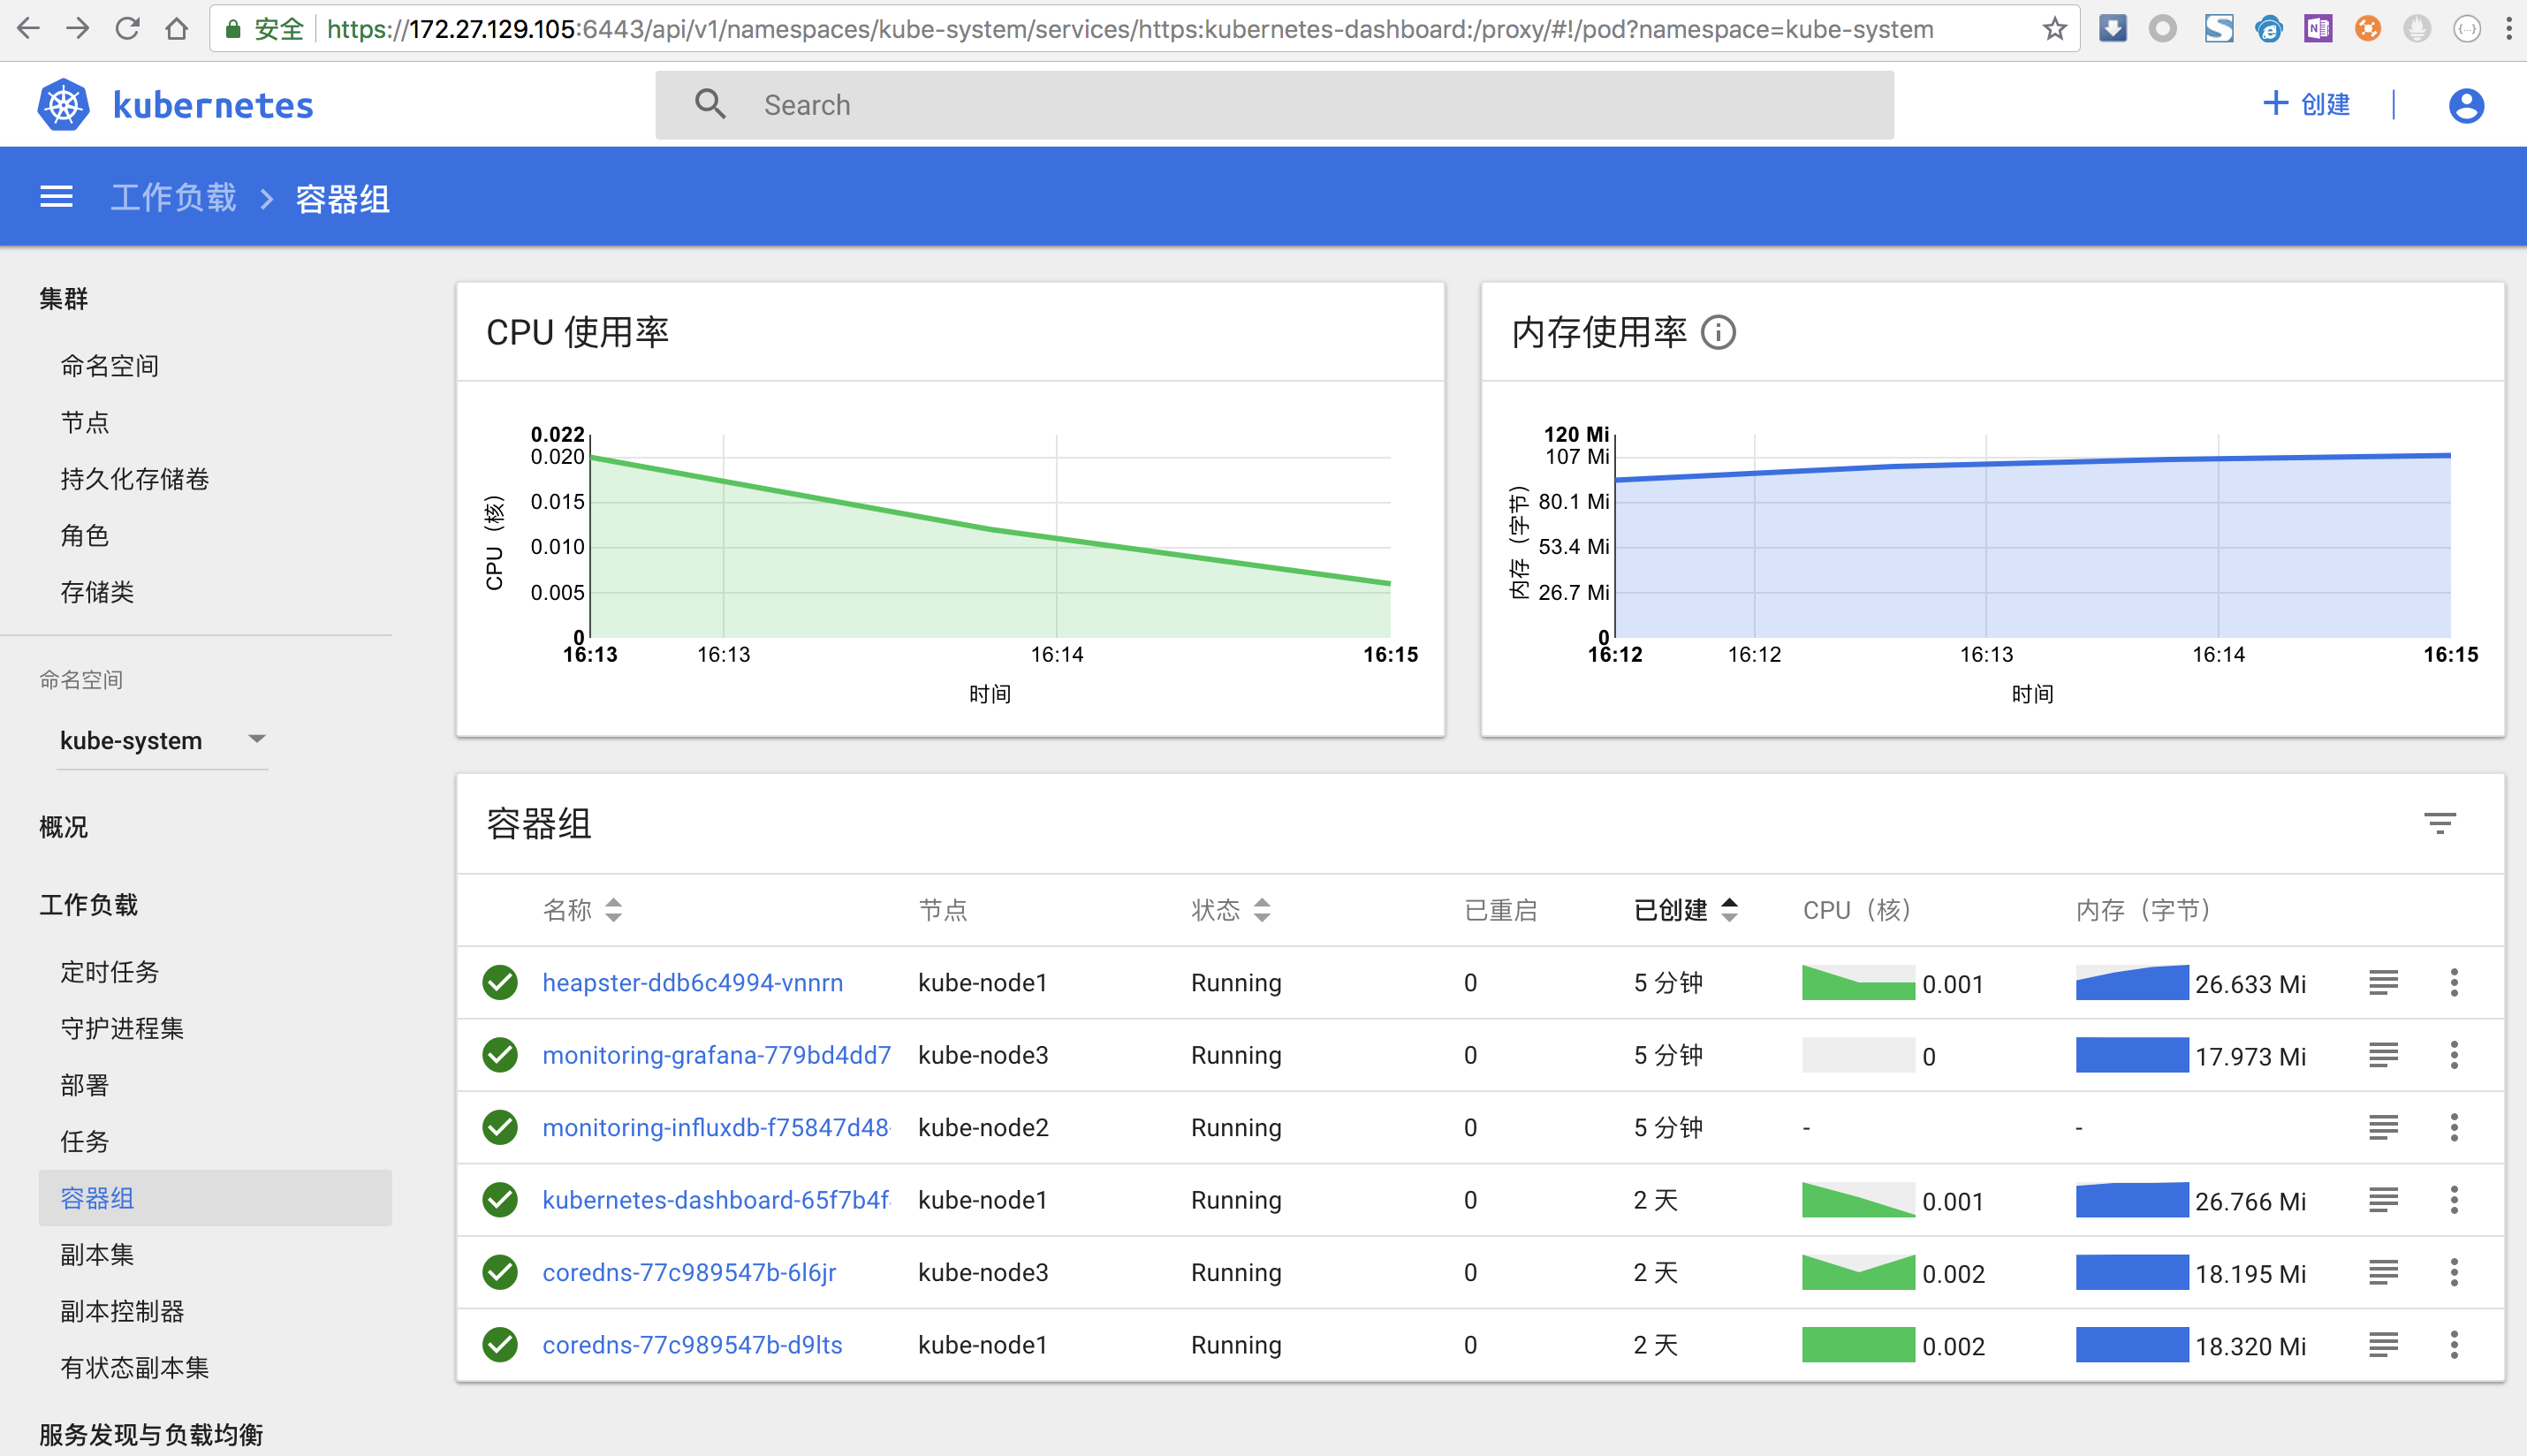 安全 https://172.27.129.105:6443/api/v1/namespaces/kube-system/services/https:kubernetes-dashboard:/proxy/#!/pod?namespace=kube-system
kubernetes
Search
+ 创建
工作负载 > 容器组
集群
命名空间
节点
持久化存储卷
角色
存储类
命名空间
kube-system
概况
工作负载
定时任务
守护进程集
部署
任务
容器组
副本集
副本控制器
有状态副本集
服务发现与负载均衡
CPU 使用率
CPU（核）
0.022
0.020
0.015
0.010
0.005
0
16:13 16:13 16:14 16:15
时间
内存使用率
内存（字节）
120 Mi
107 Mi
80.1 Mi
53.4 Mi
26.7 Mi
0
16:12 16:12 16:13 16:14 16:15
时间
容器组
名称 节点 状态 已重启 已创建 CPU（核） 内存（字节）
heapster-ddb6c4994-vnnrn kube-node1 Running 0 5 分钟 0.001 26.633 Mi
monitoring-grafana-779bd4dd7 kube-node3 Running 0 5 分钟 0 17.973 Mi
monitoring-influxdb-f75847d48- kube-node2 Running 0 5 分钟 - -
kubernetes-dashboard-65f7b4f kube-node1 Running 0 2 天 0.001 26.766 Mi
coredns-77c989547b-6l6jr kube-node3 Running 0 2 天 0.002 18.195 Mi
coredns-77c989547b-d9lts kube-node1 Running 0 2 天 0.002 18.320 Mi